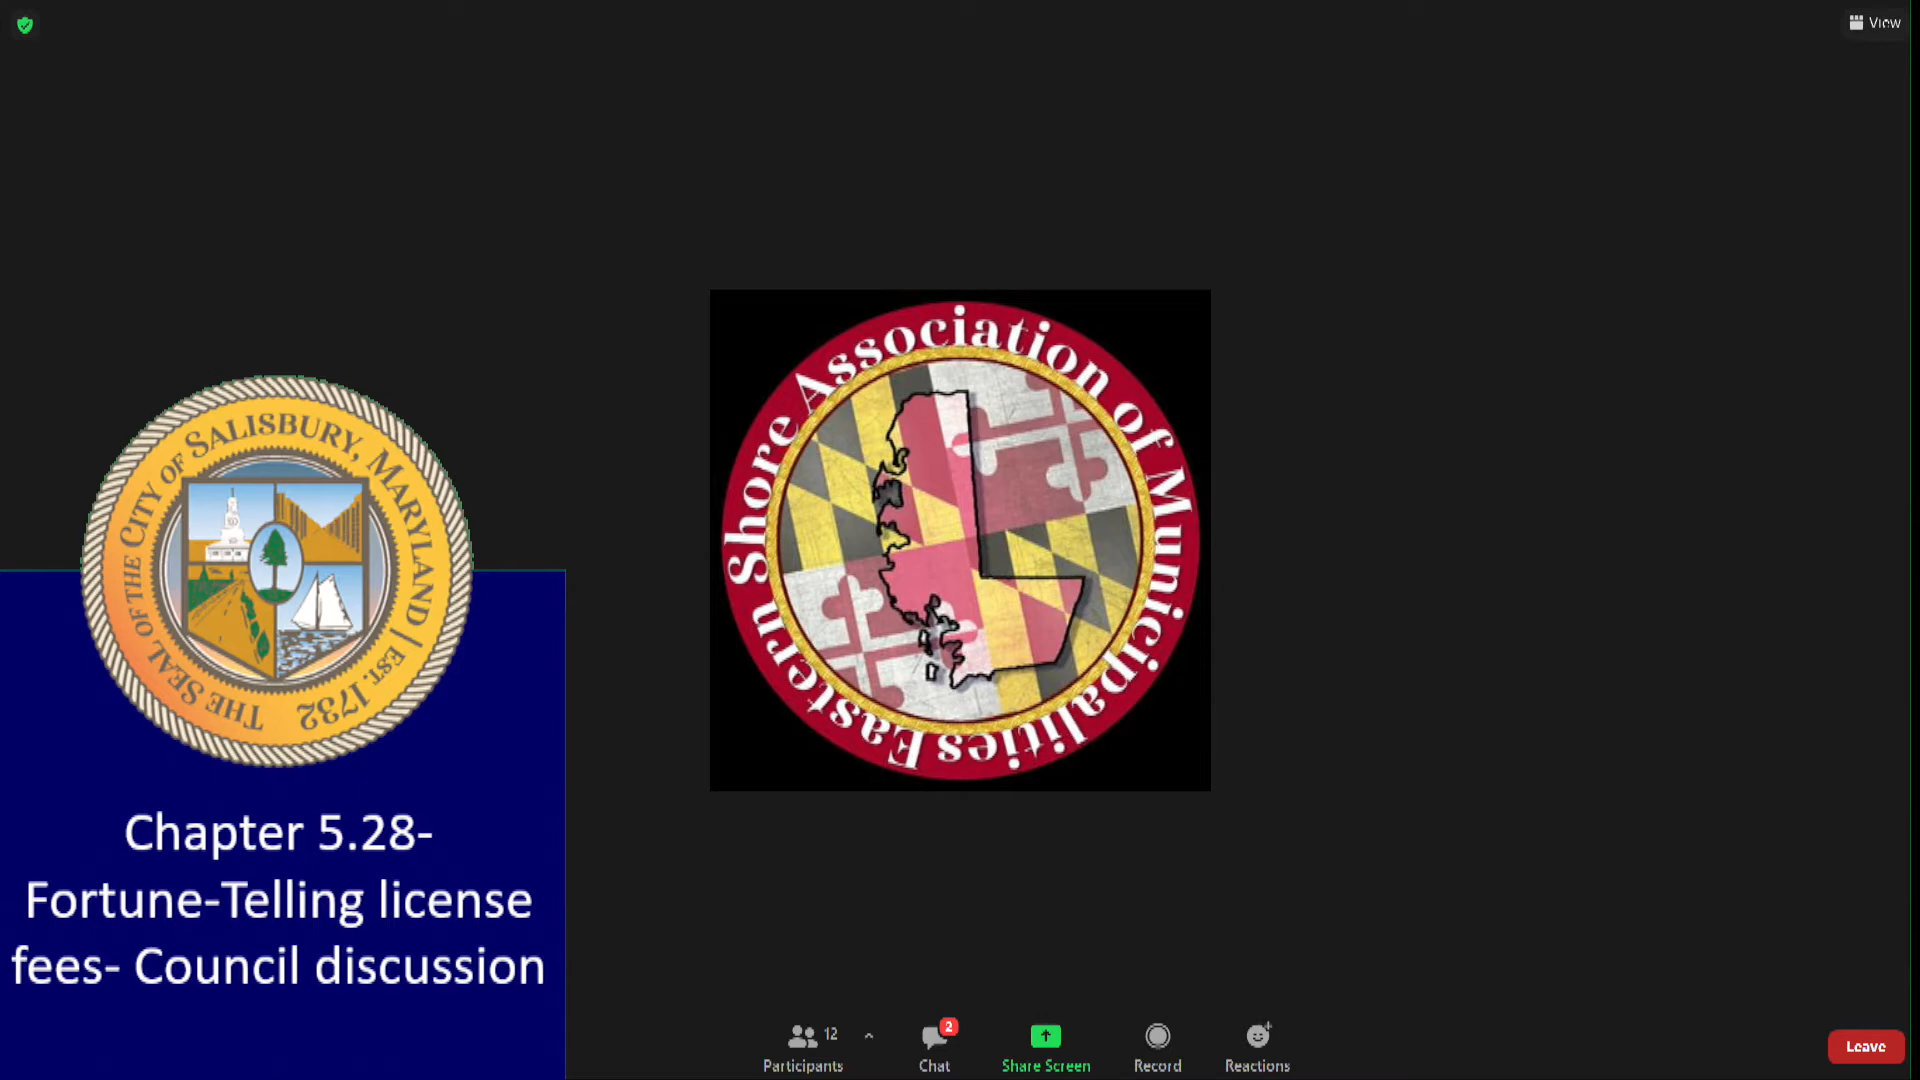 View
Eastern Shore Association of Municipalities
THE SEAL OF THE CITY OF SALISBURY, MARYLAND | EST. 1732
Chapter 5.28-
Fortune-Telling license
fees- Council discussion
12
2
Participants
Chat
Share Screen
Record
Reactions
Leave